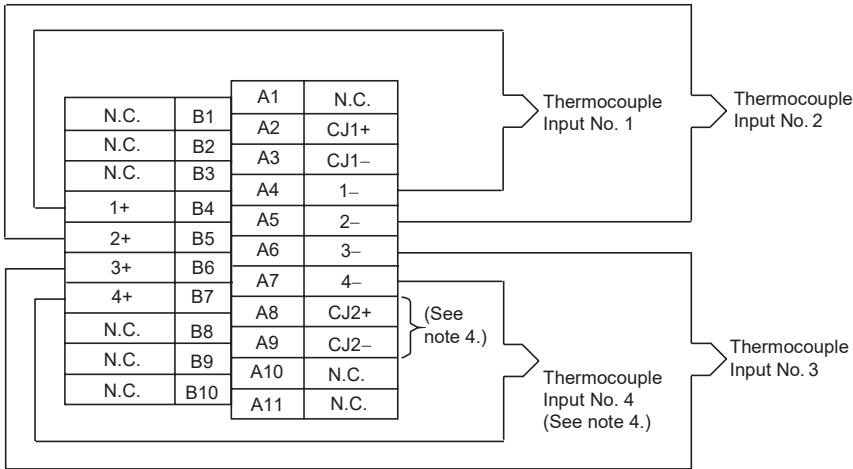 N.C. B1
N.C. B2
N.C. B3
1+ B4
2+ B5
3+ B6
4+ B7
N.C. B8
N.C. B9
N.C. B10
A1 N.C.
A2 CJ1+
A3 CJ1–
A4 1–
A5 2–
A6 3–
A7 4–
A8 CJ2+
A9 CJ2–
A10 N.C.
A11 N.C.
(See
note 4.)
Thermocouple
Input No. 1
Thermocouple
Input No. 2
Thermocouple
Input No. 3
Thermocouple
Input No. 4
(See note 4.)